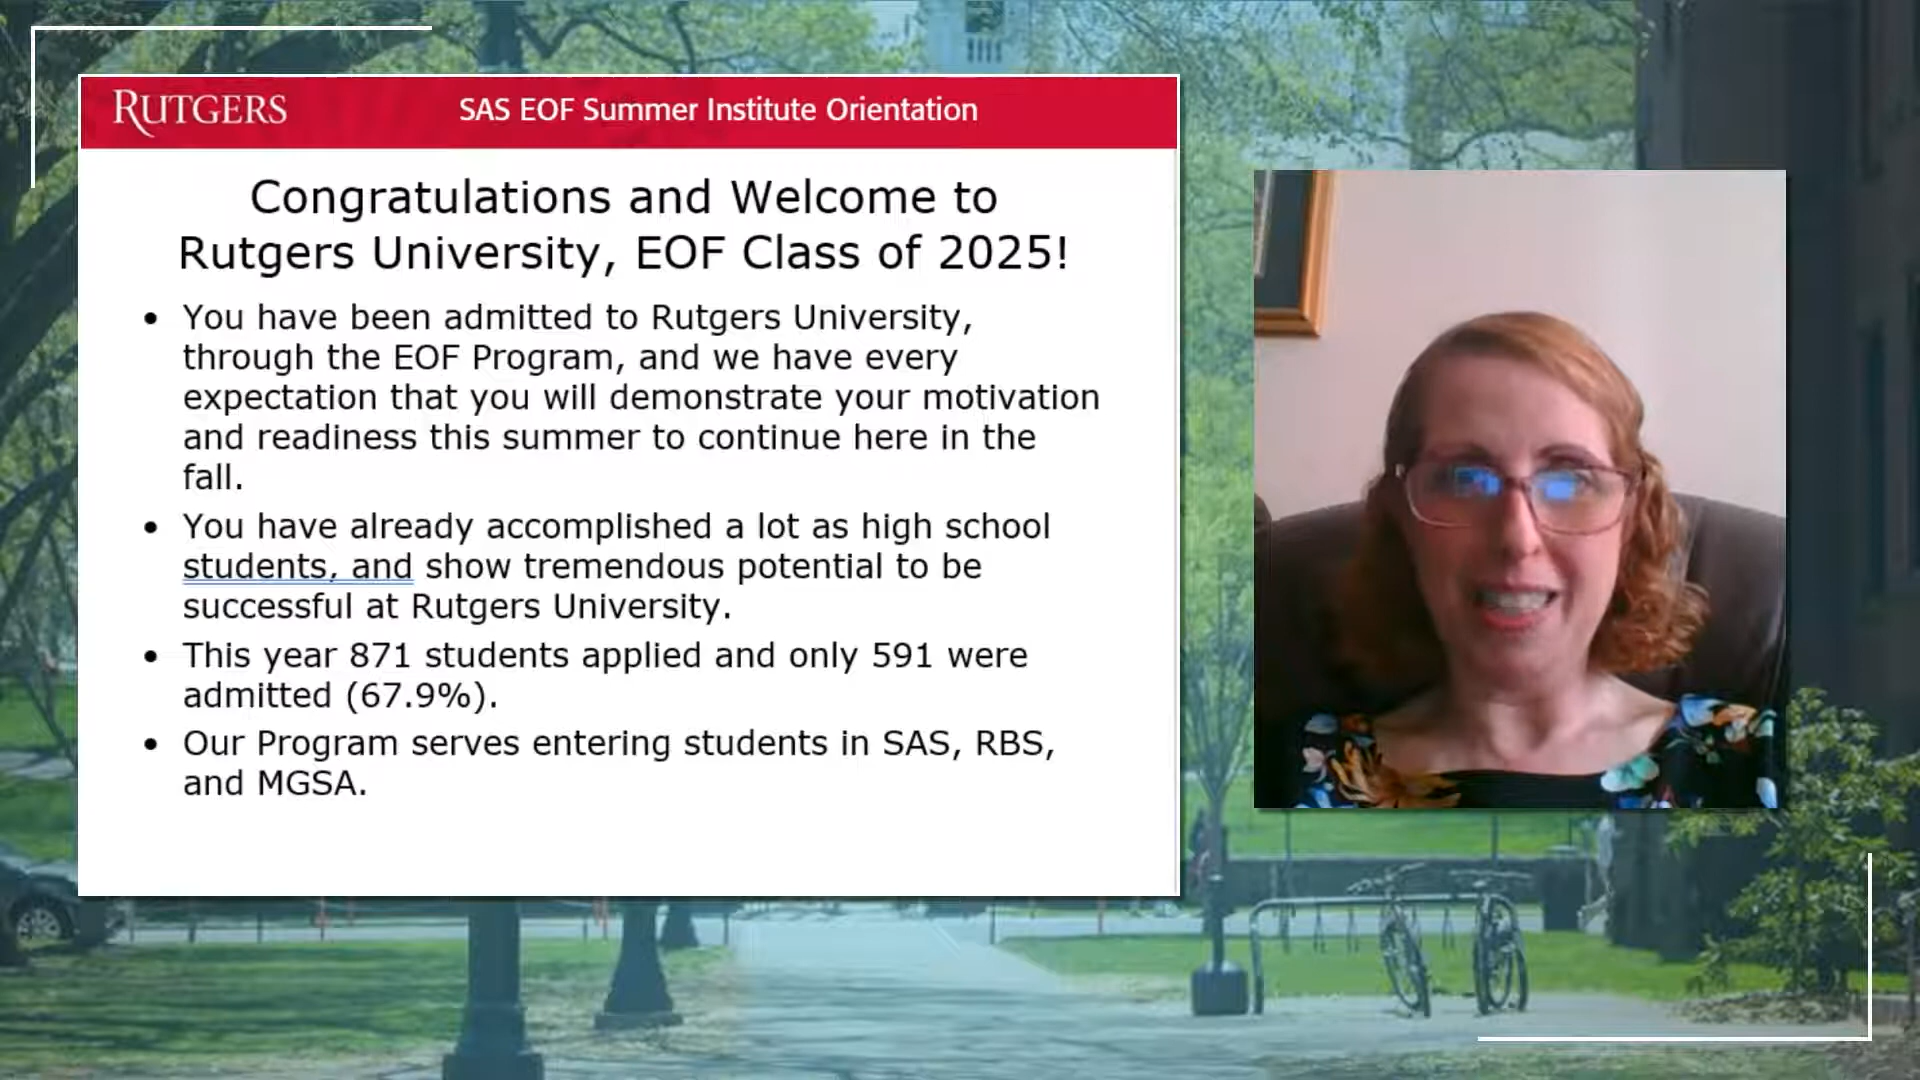 RUTGERS
SAS EOF Summer Institute Orientation
Congratulations and Welcome to
Rutgers University, EOF Class of 2025!
• You have been admitted to Rutgers University,
through the EOF Program, and we have every
expectation that you will demonstrate your motivation
and readiness this summer to continue here in the
fall.
• You have already accomplished a lot as high school
students, and show tremendous potential to be
successful at Rutgers University.
• This year 871 students applied and only 591 were
admitted (67.9%).
• Our Program serves entering students in SAS, RBS,
and MGSA.